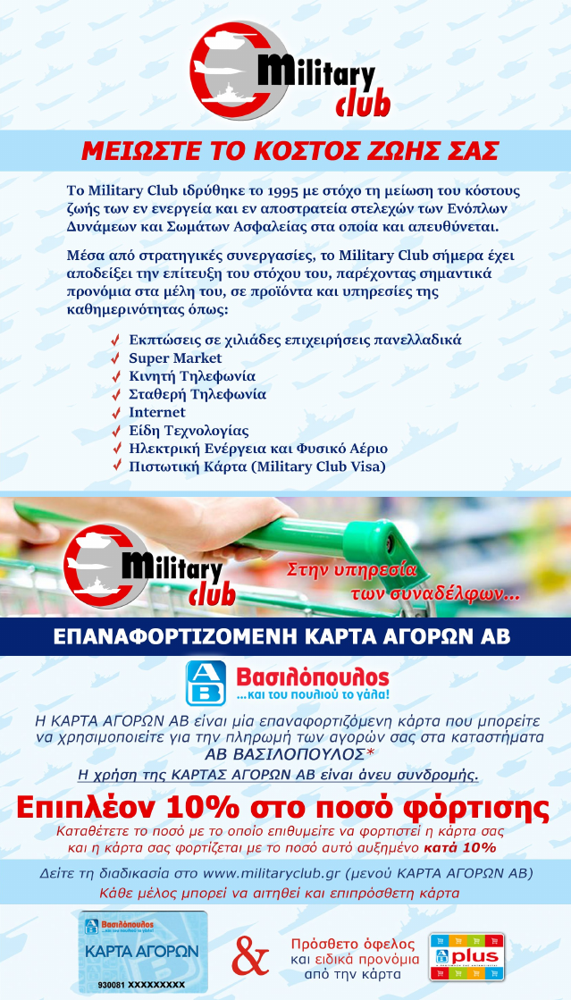 Military
club
ΜΕΙΩΣΤΕ ΤΟ ΚΟΣΤΟΣ ΖΩΗΣ ΣΑΣ
Το Military Club ιδρύθηκε το 1995 με στόχο τη μείωση του κόστους
ζωής των εν ενεργεία και εν αποστρατεία στελεχών των Ενόπλων
Δυνάμεων και Σωμάτων Ασφαλείας στα οποία και απευθύνεται.
Μέσα από στρατηγικές συνεργασίες, το Military Club σήμερα έχει
αποδείξει την επίτευξη του στόχου του, παρέχοντας σημαντικά
προνόμια στα μέλη του, σε προϊόντα και υπηρεσίες της
καθημερινότητας όπως:
Εκπτώσεις σε χιλιάδες επιχειρήσεις πανελλαδικά
Super Market
Κινητή Τηλεφωνία
Σταθερή Τηλεφωνία
Internet
Είδη Τεχνολογίας
Ηλεκτρική Ενέργεια και Φυσικό Αέριο
Πιστωτική Κάρτα (Military Club Visa)
Military
club
Στην υπηρεσία
των συναδέλφων...
ΕΠΑΝΑΦΟΡΤΙΖΟΜΕΝΗ ΚΑΡΤΑ ΑΓΟΡΩΝ ΑΒ
ΑΒ Βασιλόπουλος
...και του πουλιού το γάλα!
Η ΚΑΡΤΑ ΑΓΟΡΩΝ ΑΒ είναι μία επαναφορτιζόμενη κάρτα που μπορείτε
να χρησιμοποιείτε για την πληρωμή των αγορών σας στα καταστήματα
ΑΒ ΒΑΣΙΛΟΠΟΥΛΟΣ*
Η χρήση της ΚΑΡΤΑΣ ΑΓΟΡΩΝ ΑΒ είναι άνευ συνδρομής.
Επιπλέον 10% στο ποσό φόρτισης
Καταθέτετε το ποσό με το οποίο επιθυμείτε να φορτιστεί η κάρτα σας
και η κάρτα σας φορτίζεται με το ποσό αυτό αυξημένο κατά 10%
Δείτε τη διαδικασία στο www.militaryclub.gr (μενού ΚΑΡΤΑ ΑΓΟΡΩΝ ΑΒ)
Κάθε μέλος μπορεί να αιτηθεί και επιπρόσθετη κάρτα
ΑΒ Βασιλόπουλος
...και του πουλιού το γάλα!
ΚΑΡΤΑ ΑΓΟΡΩΝ
930081 XXXXXXXXX
&
Πρόσθετο όφελος
και ειδικά προνόμια
από την κάρτα
ΑΒ plus